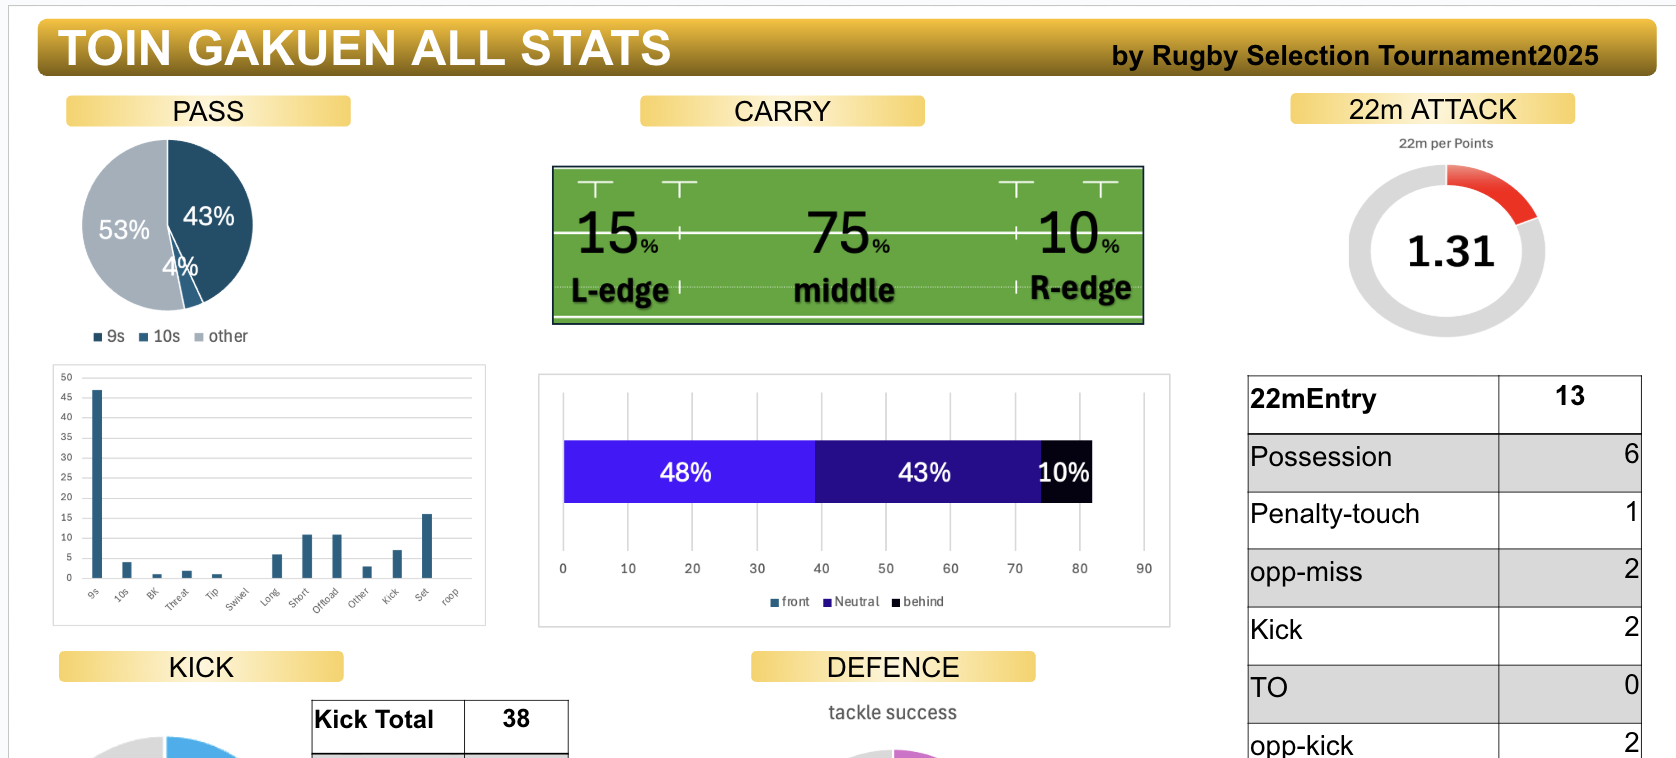 TOIN GAKUEN ALL STATS
by Rugby Selection Tournament2025
PASS
53%
43%
4%
9s 10s other
50
45
40
35
30
25
20
15
10
5
0
9s 10s BK Threat Tip Swivel Long Short Offload Other Kick Set roop
CARRY
15% 75% 10%
L-edge middle R-edge
48% 43% 10%
0 10 20 30 40 50 60 70 80 90
front Neutral behind
22m ATTACK
22m per Points
1.31
22mEntry 13
Possession 6
Penalty-touch 1
opp-miss 2
Kick 2
TO 0
opp-kick 2
KICK
Kick Total 38
DEFENCE
tackle success